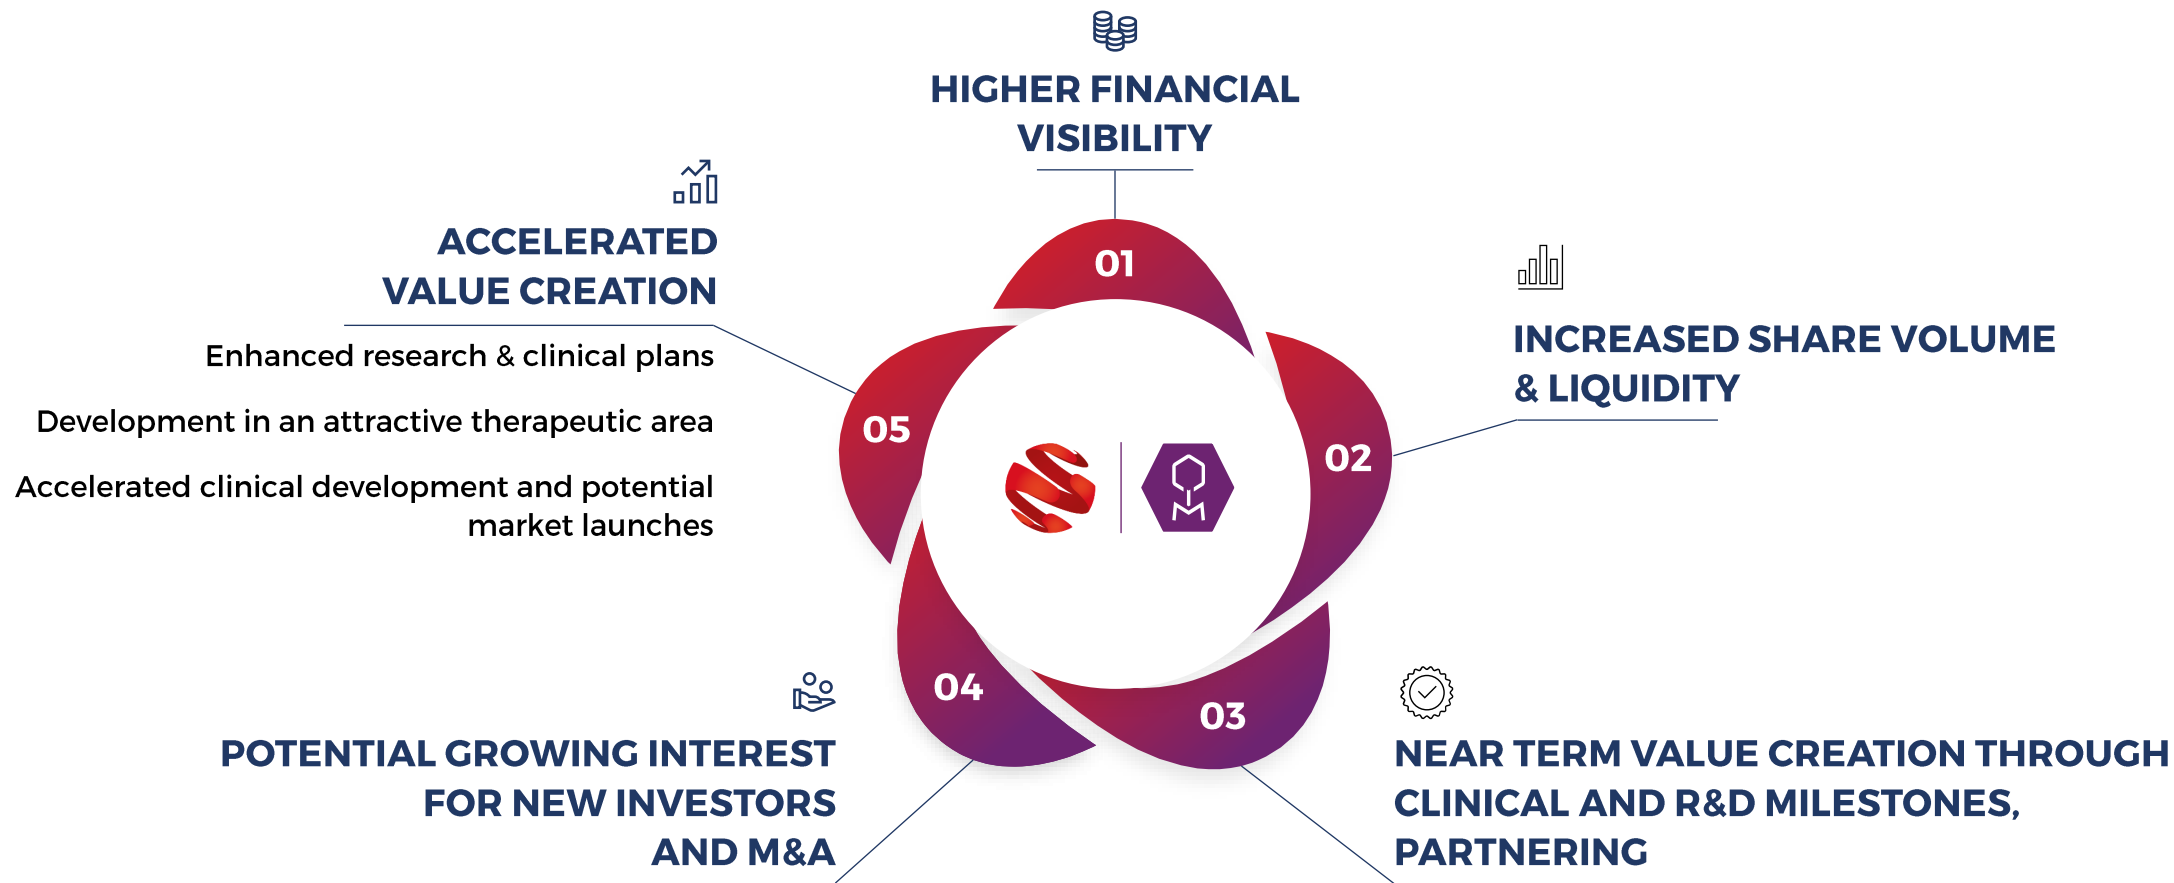 HIGHER FINANCIAL
VISIBILITY
01
INCREASED SHARE VOLUME
& LIQUIDITY
02
NEAR TERM VALUE CREATION THROUGH
CLINICAL AND R&D MILESTONES,
PARTNERING
03
POTENTIAL GROWING INTEREST
FOR NEW INVESTORS
AND M&A
04
ACCELERATED
VALUE CREATION
Enhanced research & clinical plans
Development in an attractive therapeutic area
Accelerated clinical development and potential
market launches
05